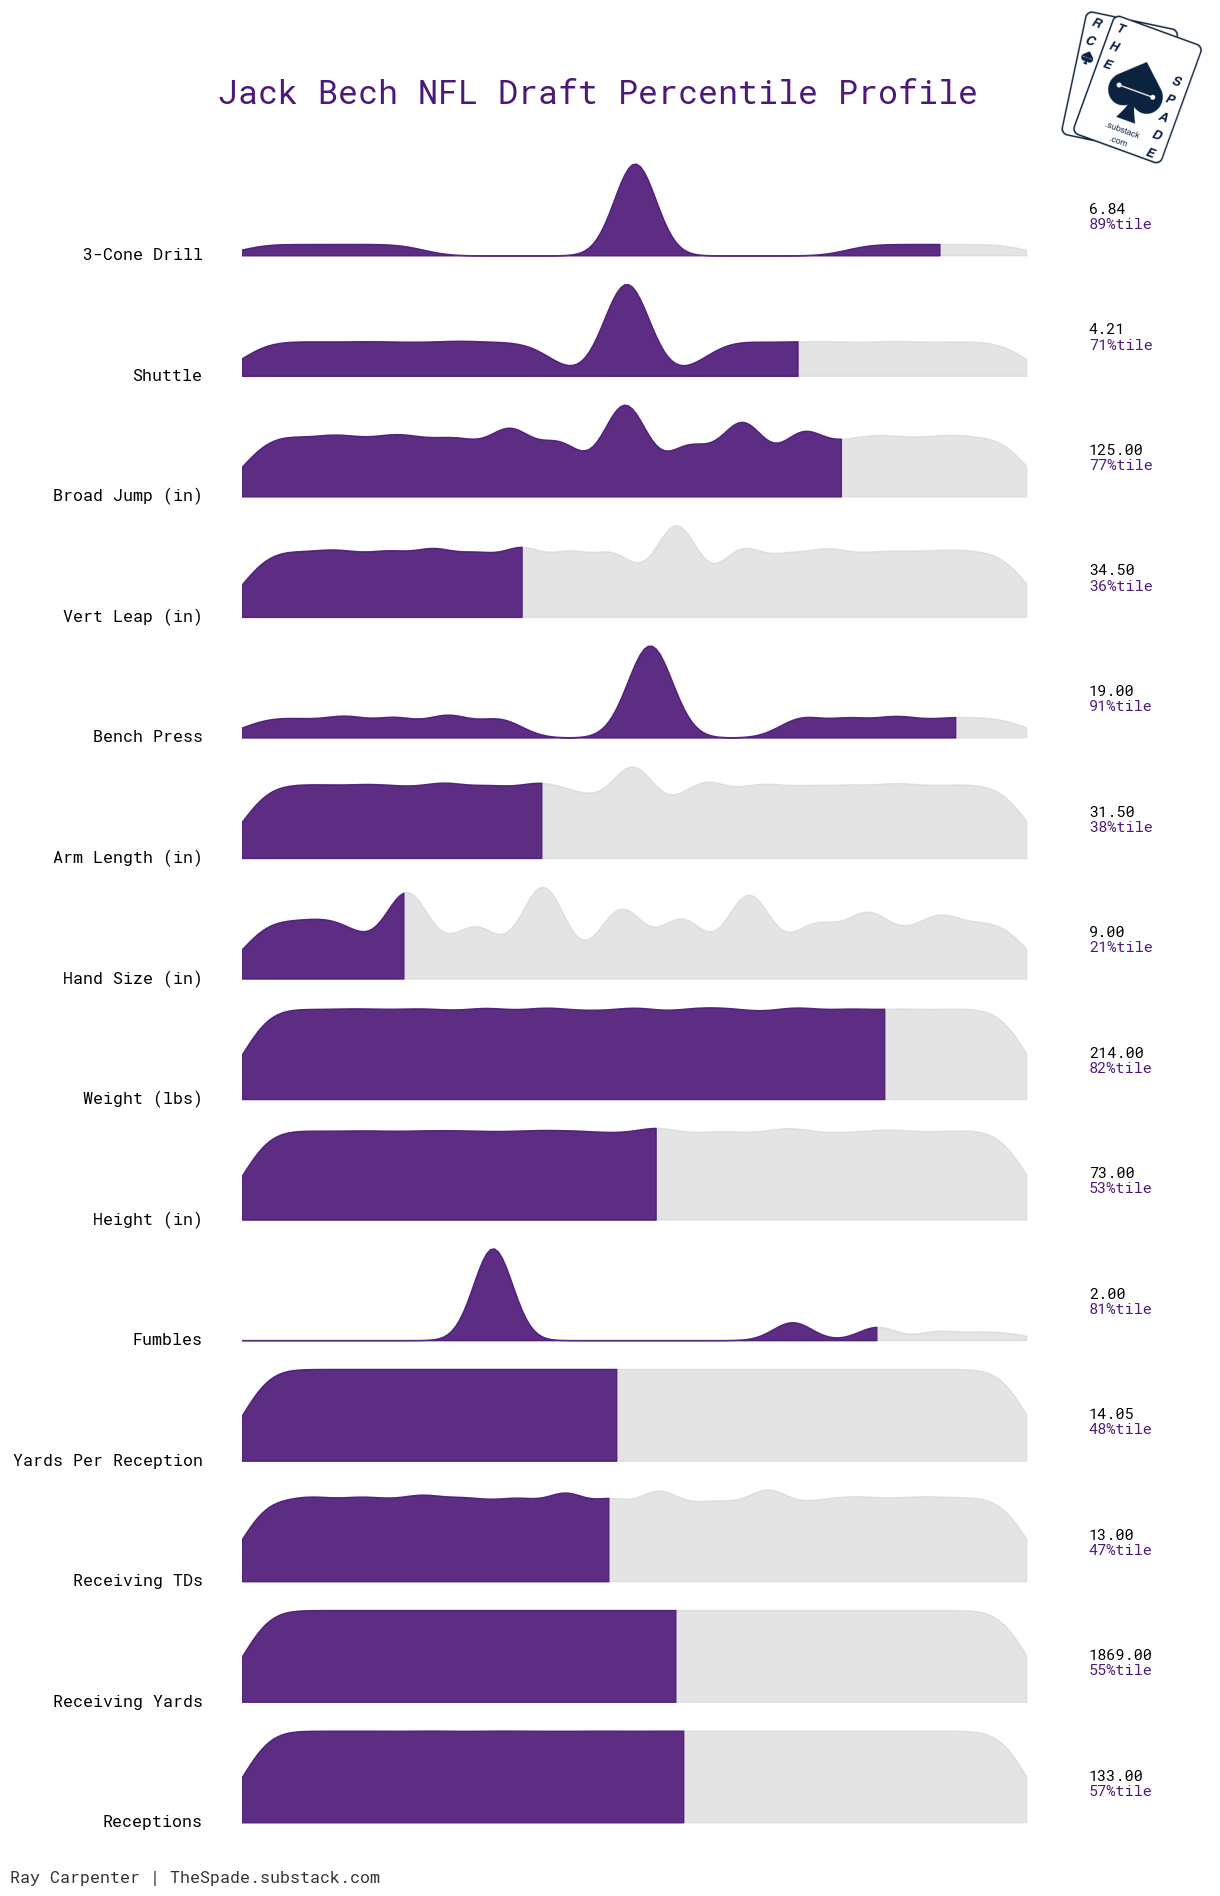 R
C
T
H
E
S
P
A
D
E
.substack
.com
Jack Bech NFL Draft Percentile Profile
3-Cone Drill
6.84
89%tile
Shuttle
4.21
71%tile
Broad Jump (in)
125.00
77%tile
Vert Leap (in)
34.50
36%tile
Bench Press
19.00
91%tile
Arm Length (in)
31.50
38%tile
Hand Size (in)
9.00
21%tile
Weight (lbs)
214.00
82%tile
Height (in)
73.00
53%tile
Fumbles
2.00
81%tile
Yards Per Reception
14.05
48%tile
Receiving TDs
13.00
47%tile
Receiving Yards
1869.00
55%tile
Receptions
133.00
57%tile
Ray Carpenter | TheSpade.substack.com